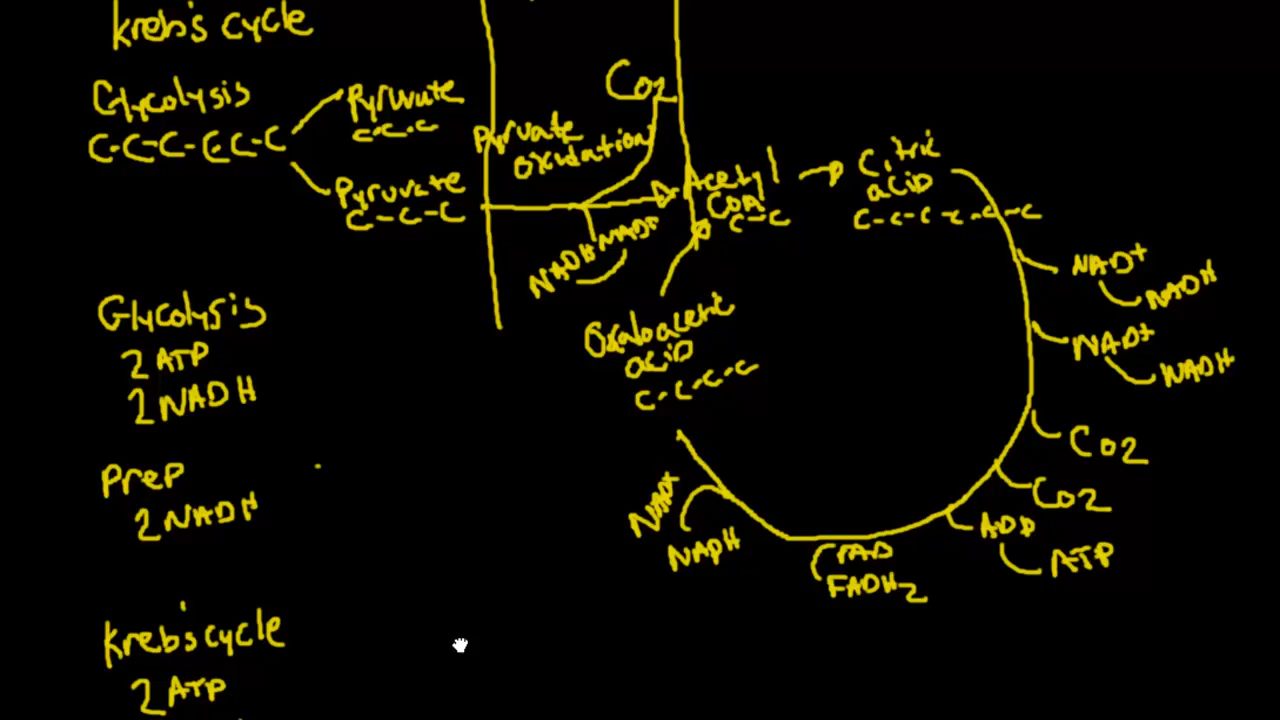 Kreb's cycle
Glycolysis
C-C-C-C-C-C
Pyruvate
C-C-C
Pyruvate
C-C-C
Pyruvate
oxidation
CO2
NADH NAD+
Acetyl
CoA
C-C
Citric
acid
C-C-C-C-C-C
NAD+
NADH
NAD+
NADH
CO2
CO2
ADP
ATP
FAD
FADH2
NAD+
NADH
Oxaloacetic
acid
C-C-C-C
Glycolysis
2 ATP
2 NADH
Prep
2 NADH
Kreb's cycle
2 ATP